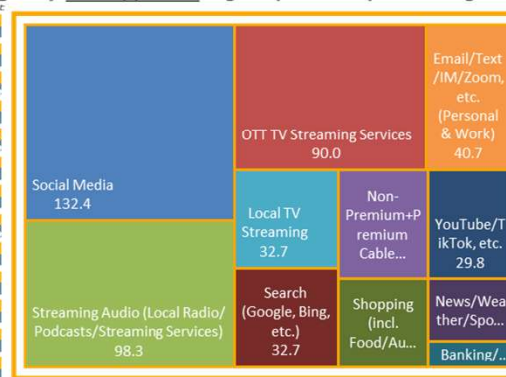 Social Media
132.4
Streaming Audio (Local Radio/
Podcasts/Streaming Services)
98.3
OTT TV Streaming Services
90.0
Email/Text
/IM/Zoom,
etc.
(Personal
& Work)
40.7
Local TV
Streaming
32.7
Search
(Google, Bing,
etc.)
32.7
Non-
Premium+P
remium
Cable...
Shopping
(incl.
Food/Au...
YouTube/T
ikTok, etc.
29.8
News/Wea
ther/Spo...
Banking/...